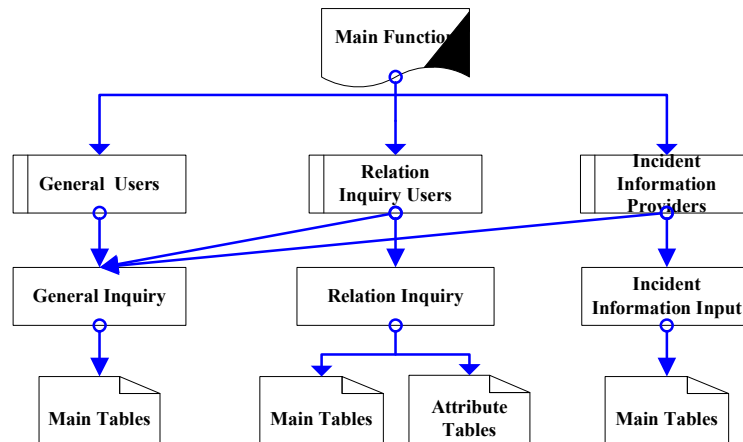 Main Function
General Users
Relation
Inquiry Users
Incident
Information
Providers
General Inquiry
Relation Inquiry
Incident
Information Input
Main Tables
Main Tables
Attribute
Tables
Main Tables